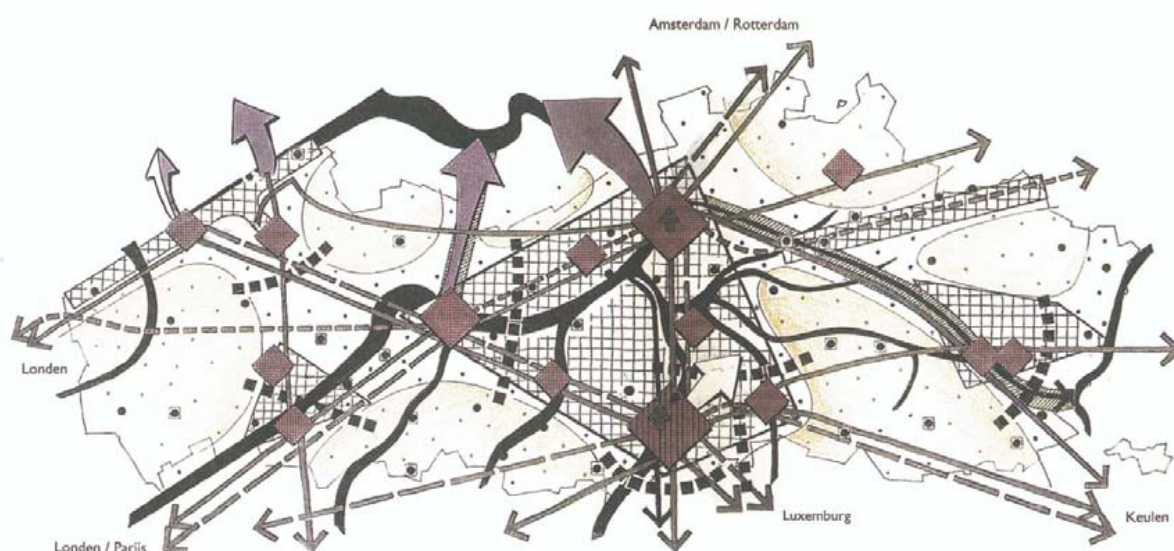 Amsterdam / Rotterdam
Londen
Luxemburg
Keulen
Londen / Parijs